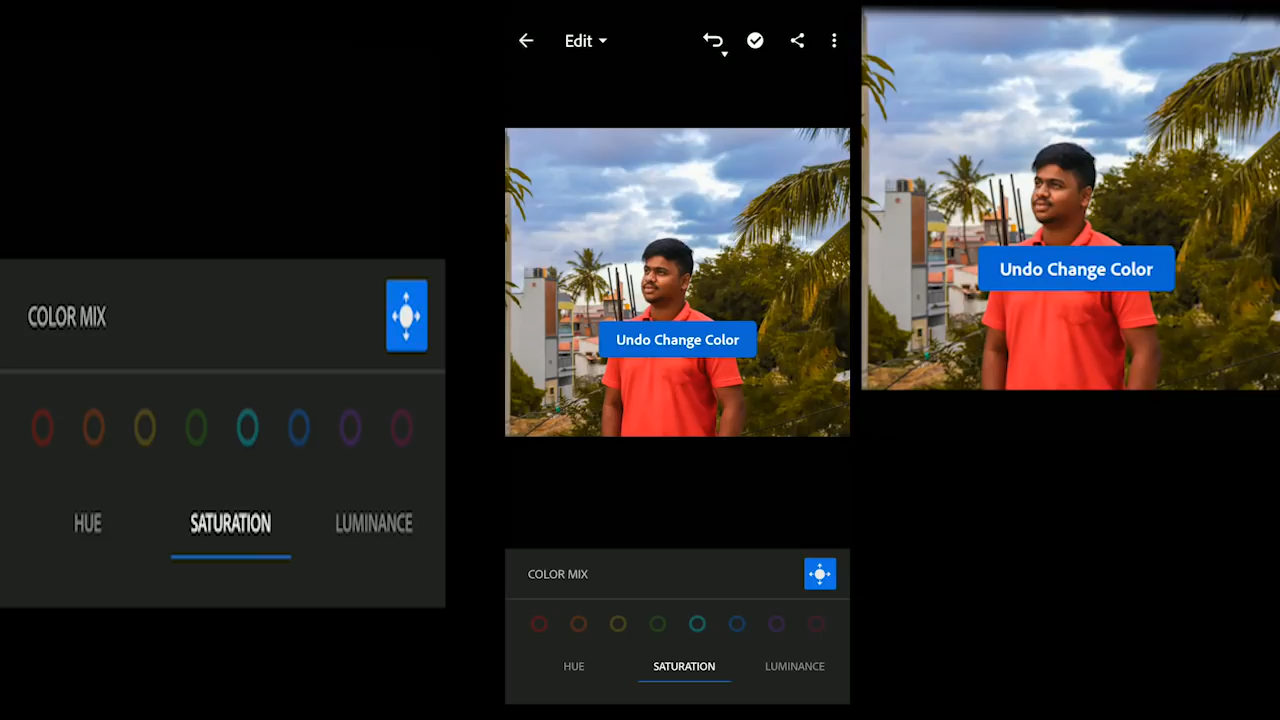 COLOR MIX
HUE
SATURATION
LUMINANCE
Edit
Undo Change Color
COLOR MIX
HUE
SATURATION
LUMINANCE
Undo Change Color